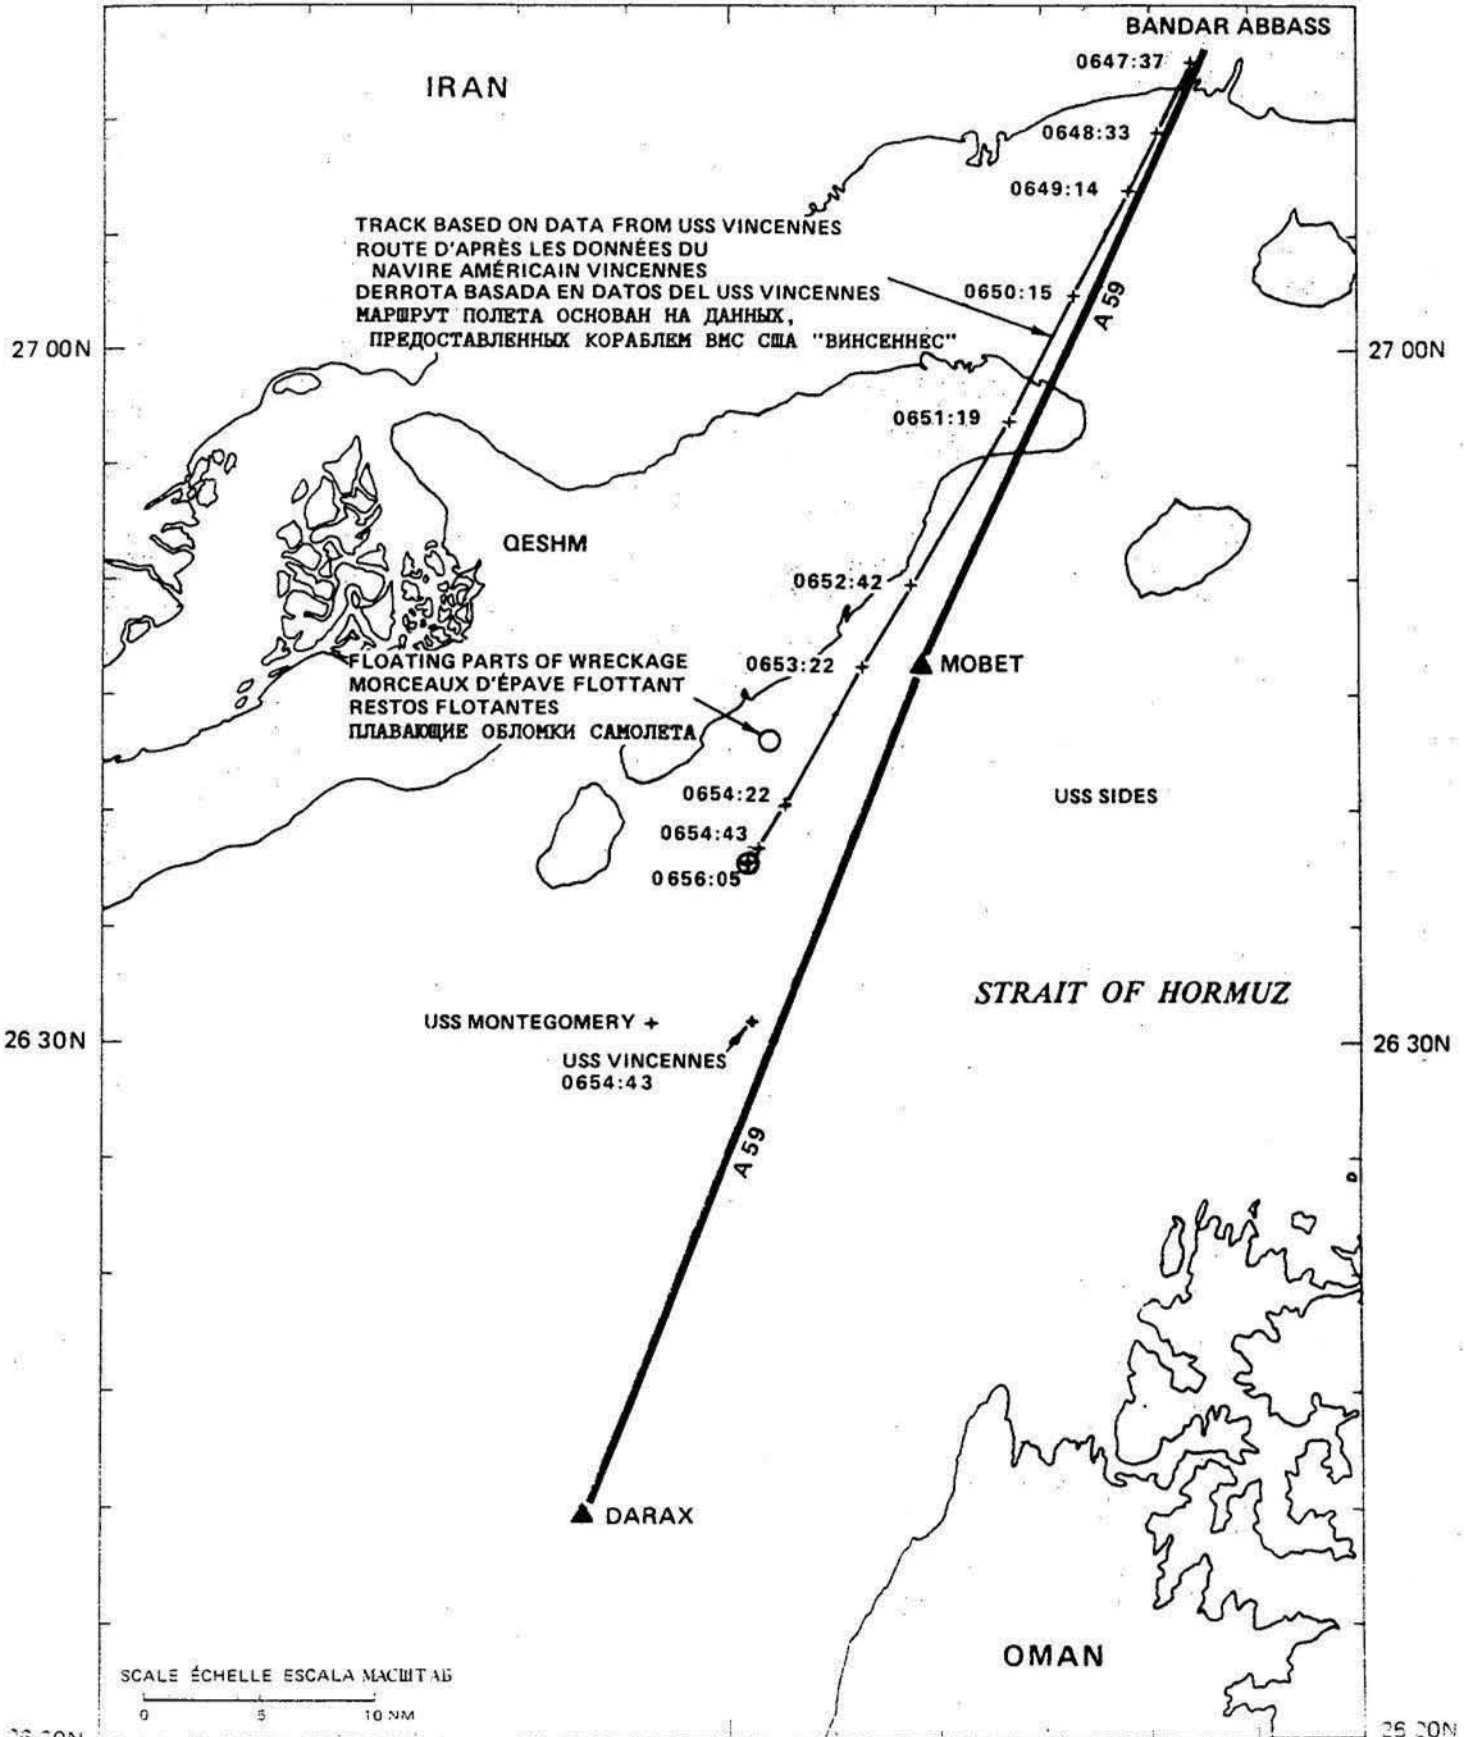 BANDAR ABBASS
0647:37
IRAN
0648:33
0649:14
TRACK BASED ON DATA FROM USS VINCENNES
ROUTE D'APRÈS LES DONNÉES DU
NAVIRE AMÉRICAIN VINCENNES
DERROTA BASADA EN DATOS DEL USS VINCENNES
МАРШРУТ ПОЛЕТА ОСНОВАН НА ДАННЫХ,
ПРЕДОСТАВЛЕННЫХ КОРАБЛЕМ ВМС США "ВИНСЕННЕС"
0650:15
A 59
27 00N
27 00N
0651:19
QESHM
0652:42
FLOATING PARTS OF WRECKAGE
MORCEAUX D'ÉPAVE FLOTTANT
RESTOS FLOTANTES
ПЛАВАЮЩИЕ ОБЛОМКИ САМОЛЕТА
0653:22
MOBET
0654:22
USS SIDES
0654:43
0656:05
STRAIT OF HORMUZ
USS MONTEGOMERY
26 30N
26 30N
USS VINCENNES
0654:43
A 59
DARAX
OMAN
SCALE ÉCHELLE ESCALA МАСШТАБ
0 5 10 NM